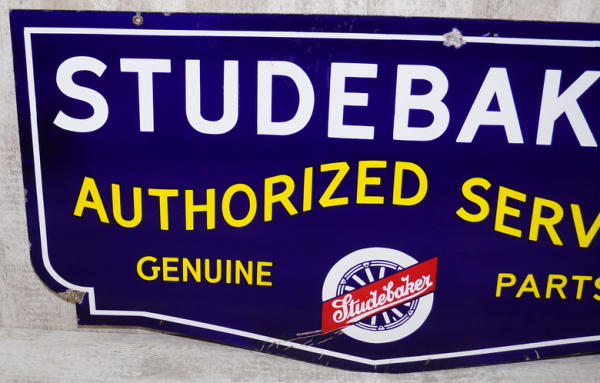 STUDEBAK
AUTHORIZED SERV
GENUINE PARTS
Studebaker